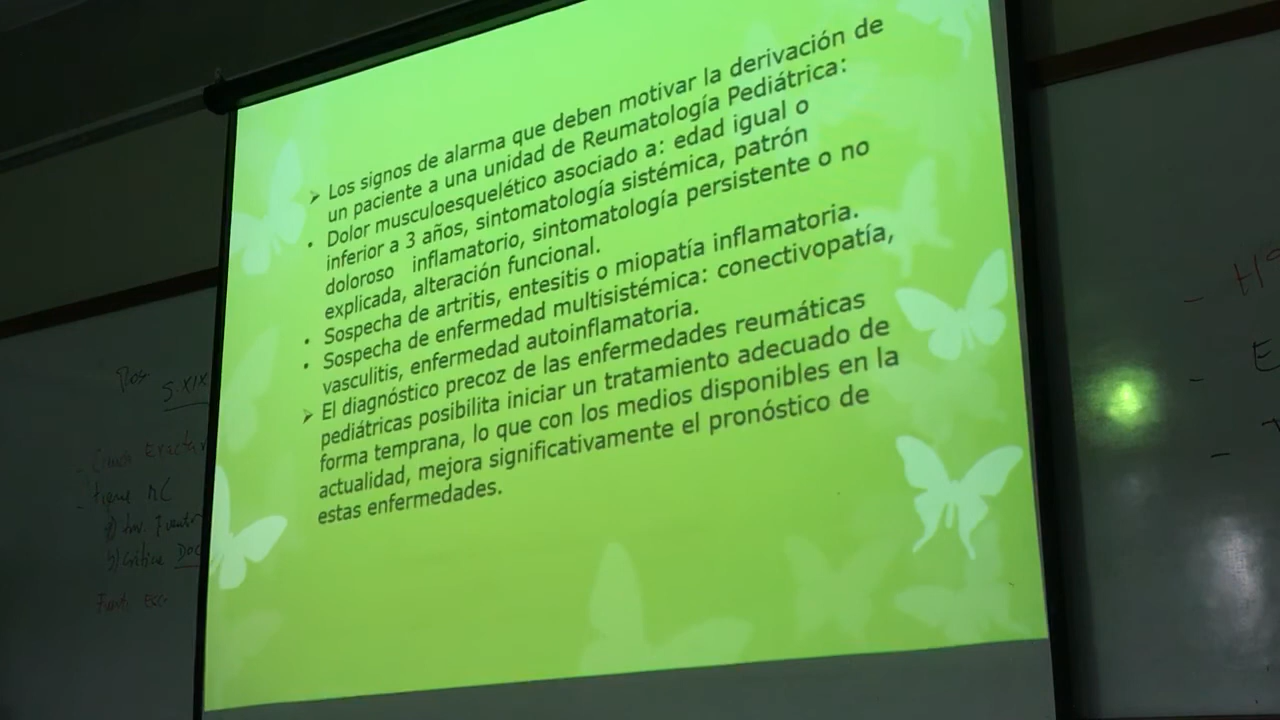 ➢ Los signos de alarma que deben motivar la derivación de
un paciente a una unidad de Reumatología Pediátrica:
• Dolor musculoesquelético asociado a: edad igual o
inferior a 3 años, sintomatología sistémica, patrón
doloroso inflamatorio, sintomatología persistente o no
explicada, alteración funcional.
• Sospecha de artritis, entesitis o miopatía inflamatoria.
• Sospecha de enfermedad multisistémica: conectivopatía,
vasculitis, enfermedad autoinflamatoria.
➢ El diagnóstico precoz de las enfermedades reumáticas
pediátricas posibilita iniciar un tratamiento adecuado de
forma temprana, lo que con los medios disponibles en la
actualidad, mejora significativamente el pronóstico de
estas enfermedades.
S. XIX